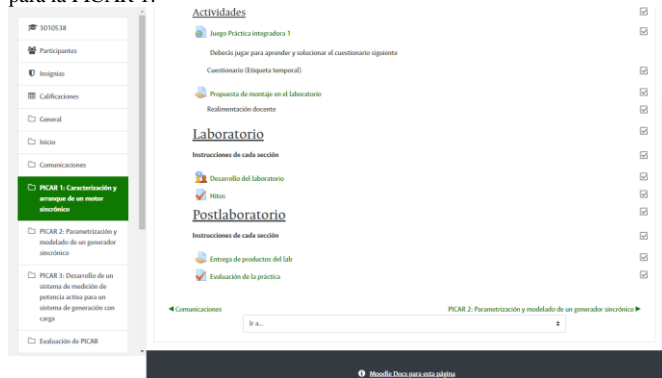 para la PICAR 1.
3010538
Participantes
Insignias
Calificaciones
General
Inicio
Comunicaciones
PICAR 1: Caracterización y
arranque de un motor
sincrónico
PICAR 2: Parametrización y
modelado de un generador
sincrónico
PICAR 3: Desarrollo de un
sistema de medición de
potencia activa para un
sistema de generación con
carga
Evaluación de PICAR
Actividades
Juego Práctica integradora 1
Deberás jugar para aprender y solucionar el cuestionario siguiente
Cuestionario (Etiqueta temporal)
Propuesta de montaje en el laboratorio
Realimentación docente
Laboratorio
Instrucciones de cada sección
Desarrollo del laboratorio
Hitos
Postlaboratorio
Instrucciones de cada sección
Entrega de productos del lab
Evaluación de la práctica
◄ Comunicaciones
PICAR 2: Parametrización y modelado de un generador sincrónico ►
Ir a...
Moodle Docs para esta página